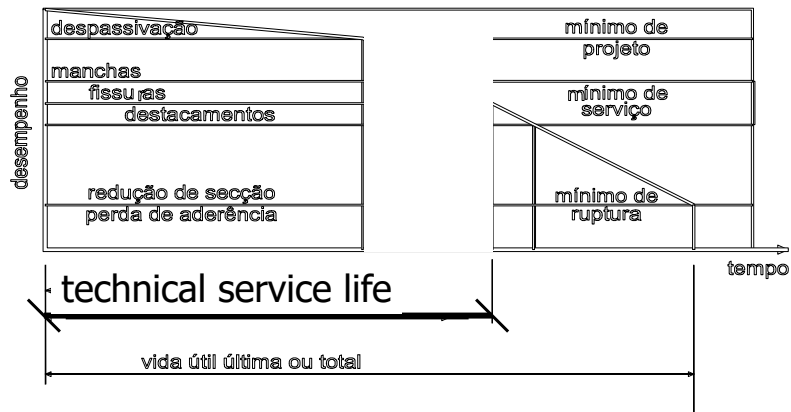 despassivação
mínimo de
projeto
manchas
fissuras
destacamentos
mínimo de
serviço
desempenho
redução de secção
perda de aderência
mínimo de
ruptura
tempo
technical service life
vida útil última ou total